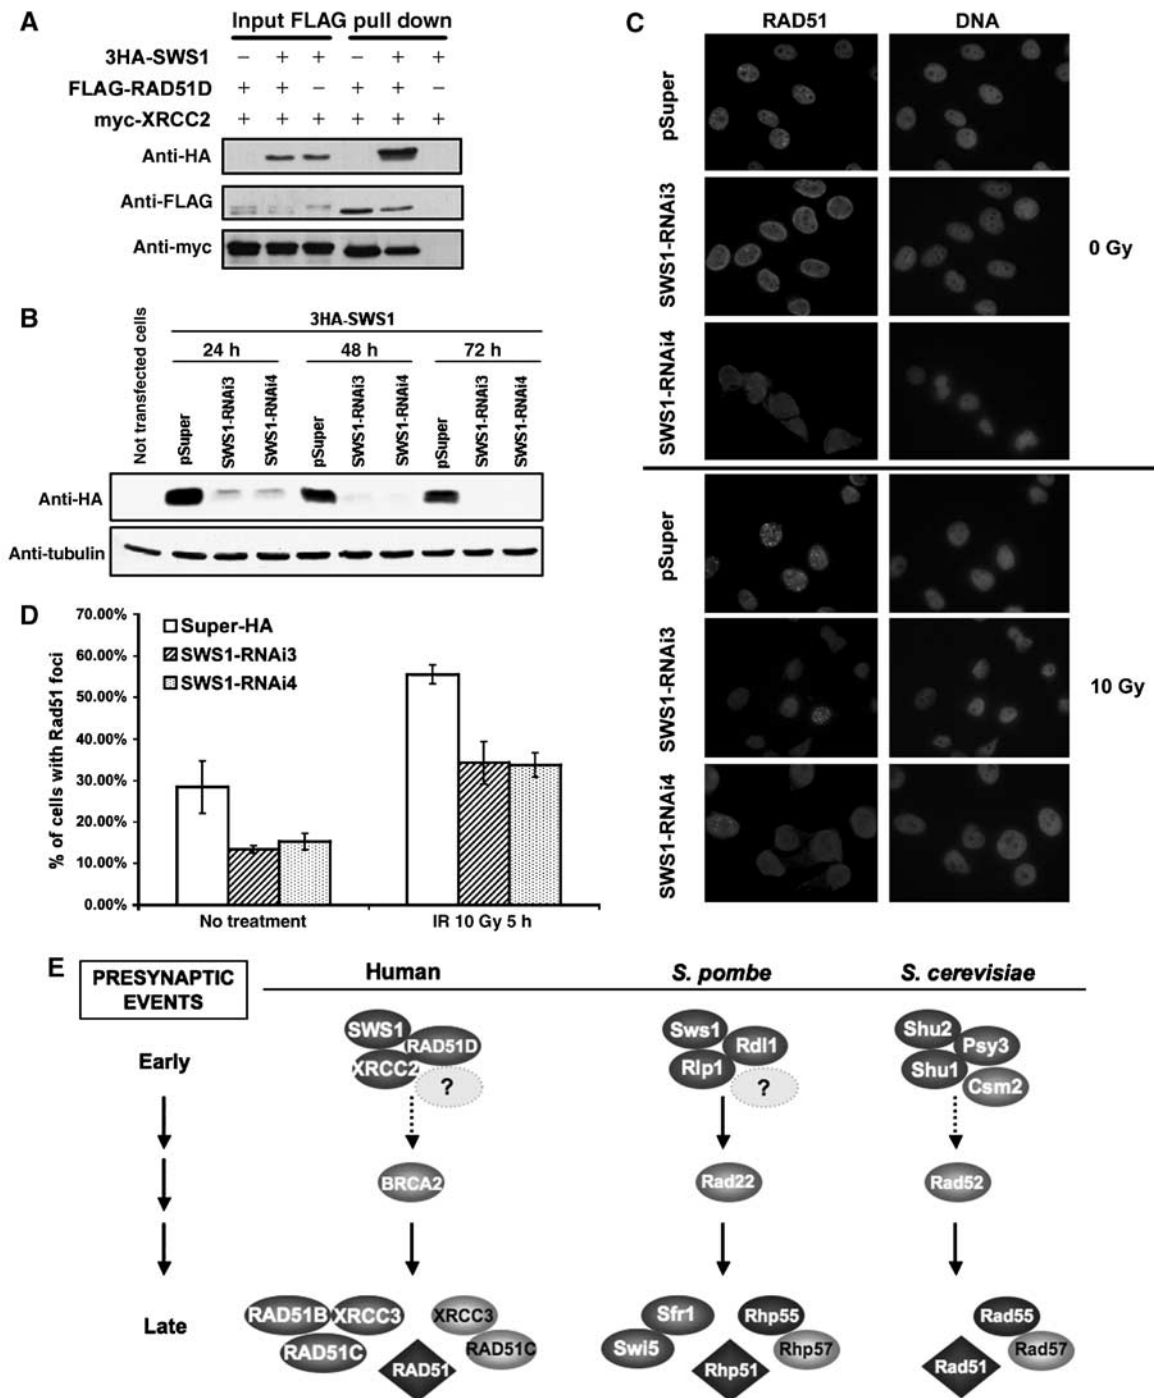 A
Input FLAG pull down
3HA-SWS1 – + + – + +
FLAG-RAD51D + + – + + –
myc-XRCC2 + + + + + +
Anti-HA
Anti-FLAG
Anti-myc
B
Not transfected cells
3HA-SWS1
24 h 48 h 72 h
pSuper SWS1-RNAi3 SWS1-RNAi4 pSuper SWS1-RNAi3 SWS1-RNAi4 pSuper SWS1-RNAi3 SWS1-RNAi4
Anti-HA
Anti-tubulin
C
RAD51 DNA
pSuper
SWS1-RNAi3
SWS1-RNAi4
0 Gy
pSuper
SWS1-RNAi3
SWS1-RNAi4
10 Gy
D
% of cells with Rad51 foci
70.00%
60.00%
50.00%
40.00%
30.00%
20.00%
10.00%
0.00%
Super-HA
SWS1-RNAi3
SWS1-RNAi4
No treatment IR 10 Gy 5 h
E
PRESYNAPTIC
EVENTS
Human S. pombe S. cerevisiae
Early
SWS1 RAD51D XRCC2 ?
Sws1 Rdl1 Rlp1 ?
Shu2 Psy3 Shu1 Csm2
BRCA2 Rad22 Rad52
Late
RAD51B XRCC3 RAD51C XRCC3 RAD51C RAD51
Sfr1 Swi5 Rhp55 Rhp57 Rhp51
Rad55 Rad57 Rad51